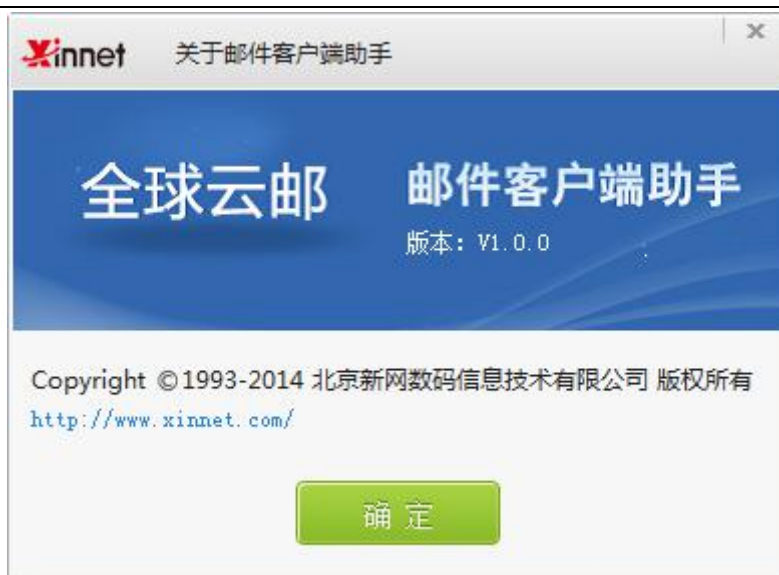 Xinnet 关于邮件客户端助手
全球云邮 邮件客户端助手
版本: V1.0.0
Copyright ©1993-2014 北京新网数码信息技术有限公司 版权所有
http://www.xinnet.com/
确 定